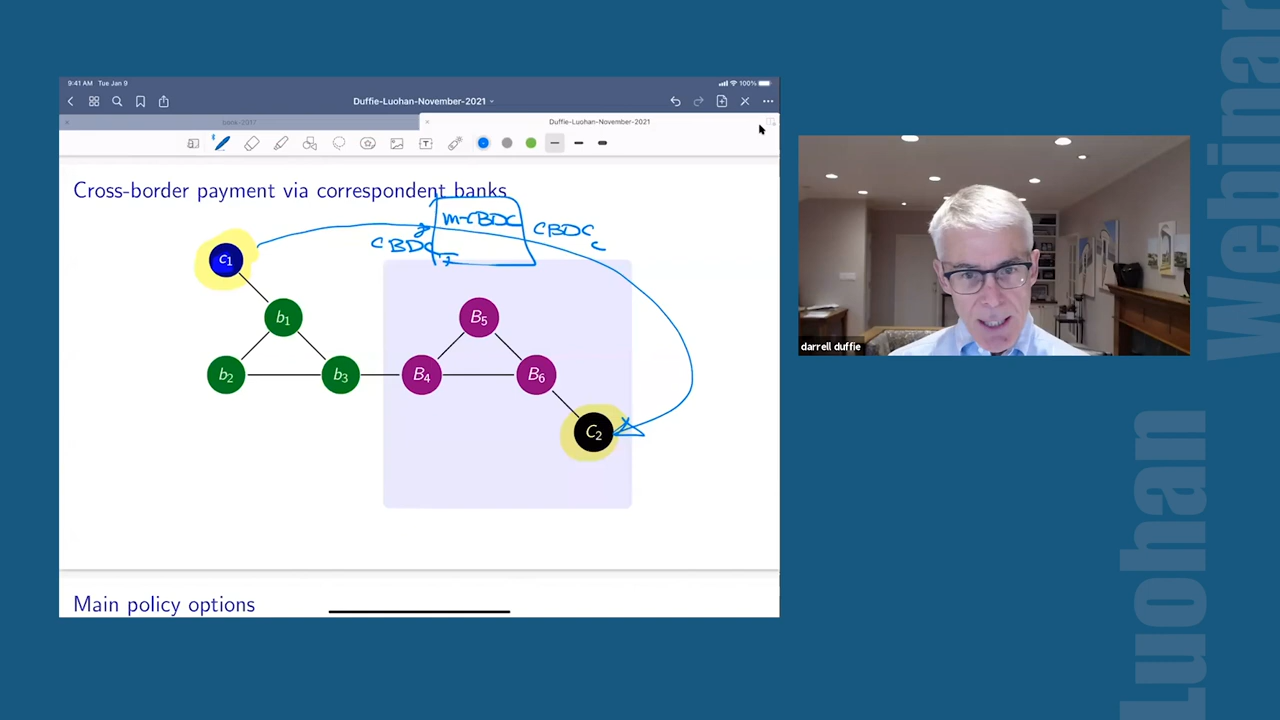 9:41 AM Tue Jan 9
100%
Duffie-Luohan-November-2021
Duffie-Luohan-November-2021
T
Cross-border payment via correspondent banks
m-CBDC
CBDC
CBDC
C
c1
b1
B5
b2
b3
B4
B6
C2
Main policy options
darrell duffie
Webinar
Luohan